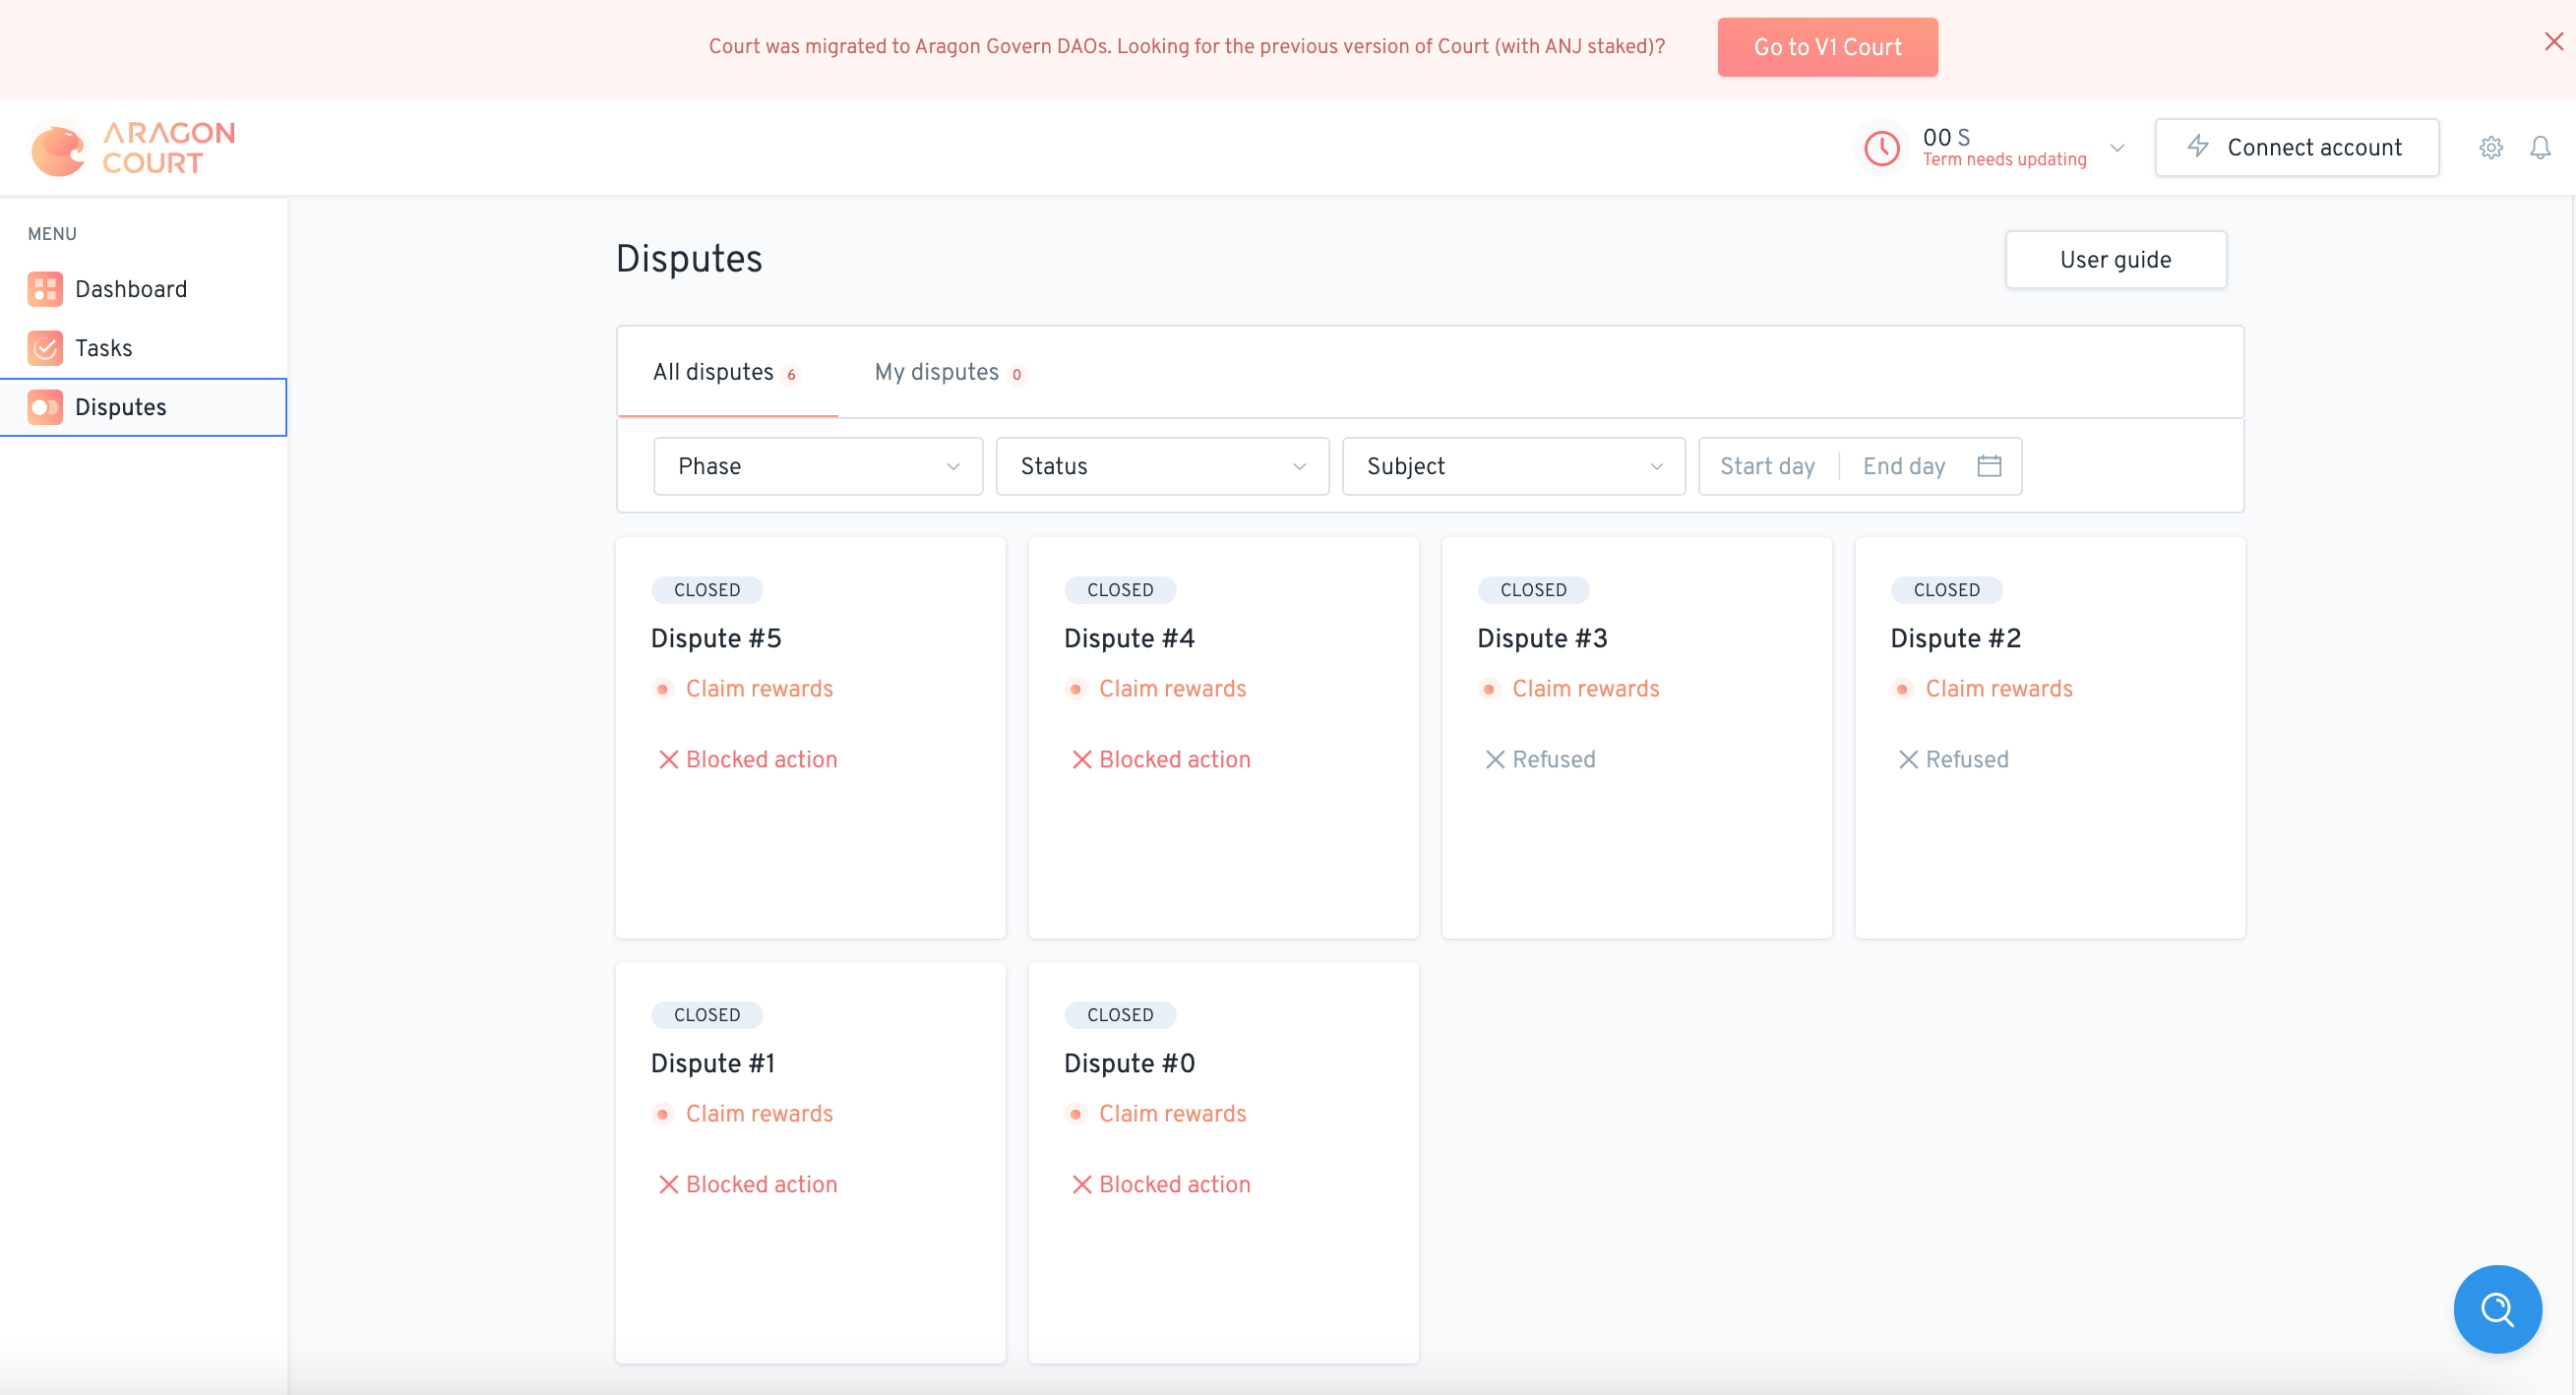 Court was migrated to Aragon Govern DAOs. Looking for the previous version of Court (with ANJ staked)?
Go to V1 Court
ARAGON
COURT
00 S
Term needs updating
Connect account
MENU
Dashboard
Tasks
Disputes
Disputes
User guide
All disputes 6
My disputes 0
Phase
Status
Subject
Start day
End day
CLOSED
Dispute #5
Claim rewards
Blocked action
CLOSED
Dispute #4
Claim rewards
Blocked action
CLOSED
Dispute #3
Claim rewards
Refused
CLOSED
Dispute #2
Claim rewards
Refused
CLOSED
Dispute #1
Claim rewards
Blocked action
CLOSED
Dispute #0
Claim rewards
Blocked action